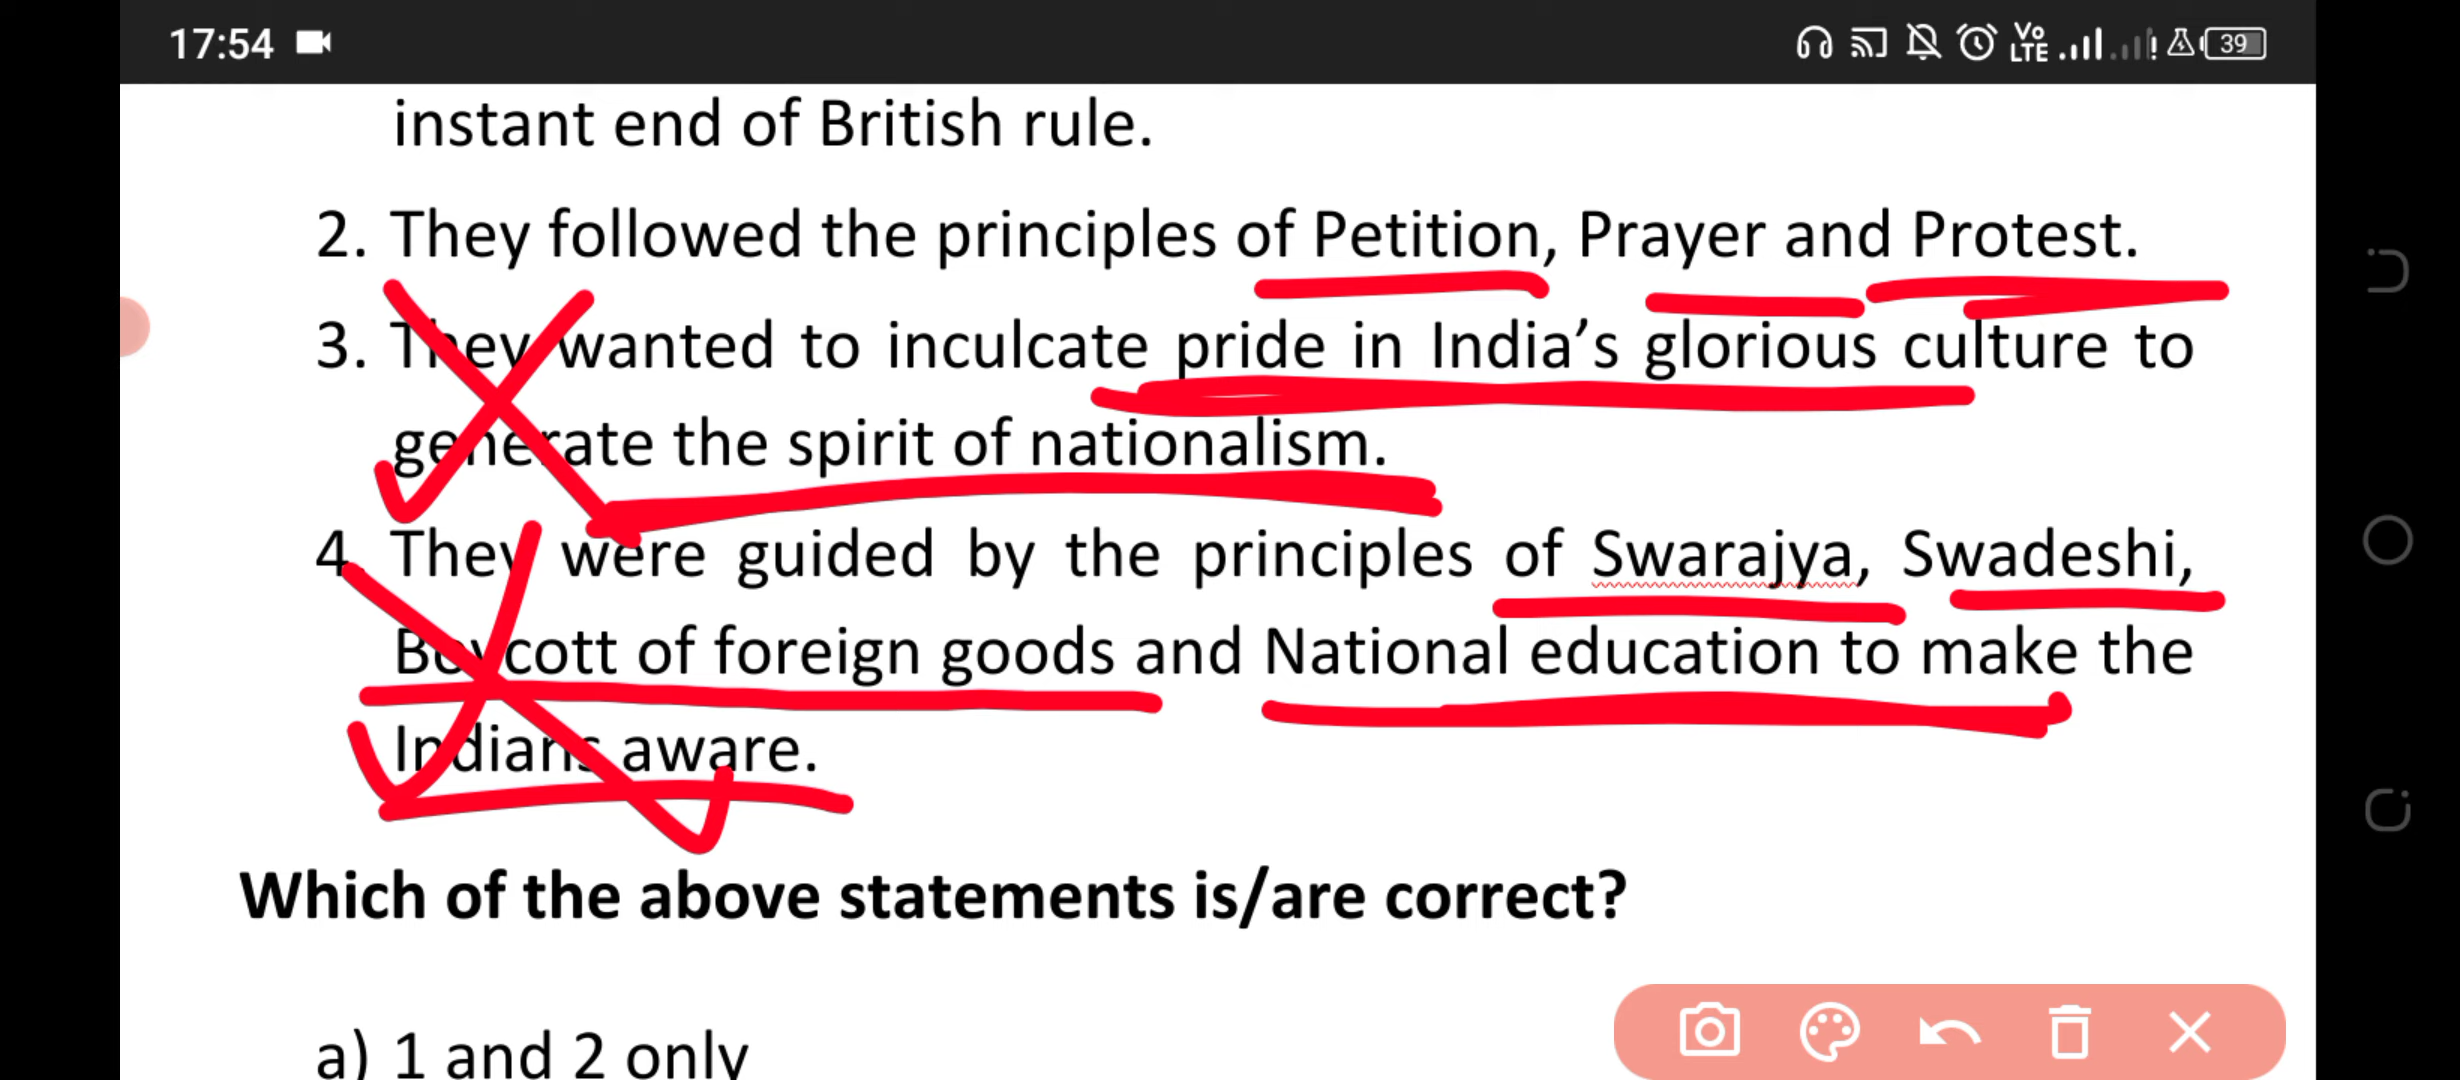 17:54 Vo LTE 39
instant end of British rule.
2. They followed the principles of Petition, Prayer and Protest.
3. They wanted to inculcate pride in India’s glorious culture to
generate the spirit of nationalism.
4. They were guided by the principles of Swarajya, Swadeshi,
Boycott of foreign goods and National education to make the
Indians aware.
Which of the above statements is/are correct?
a) 1 and 2 only